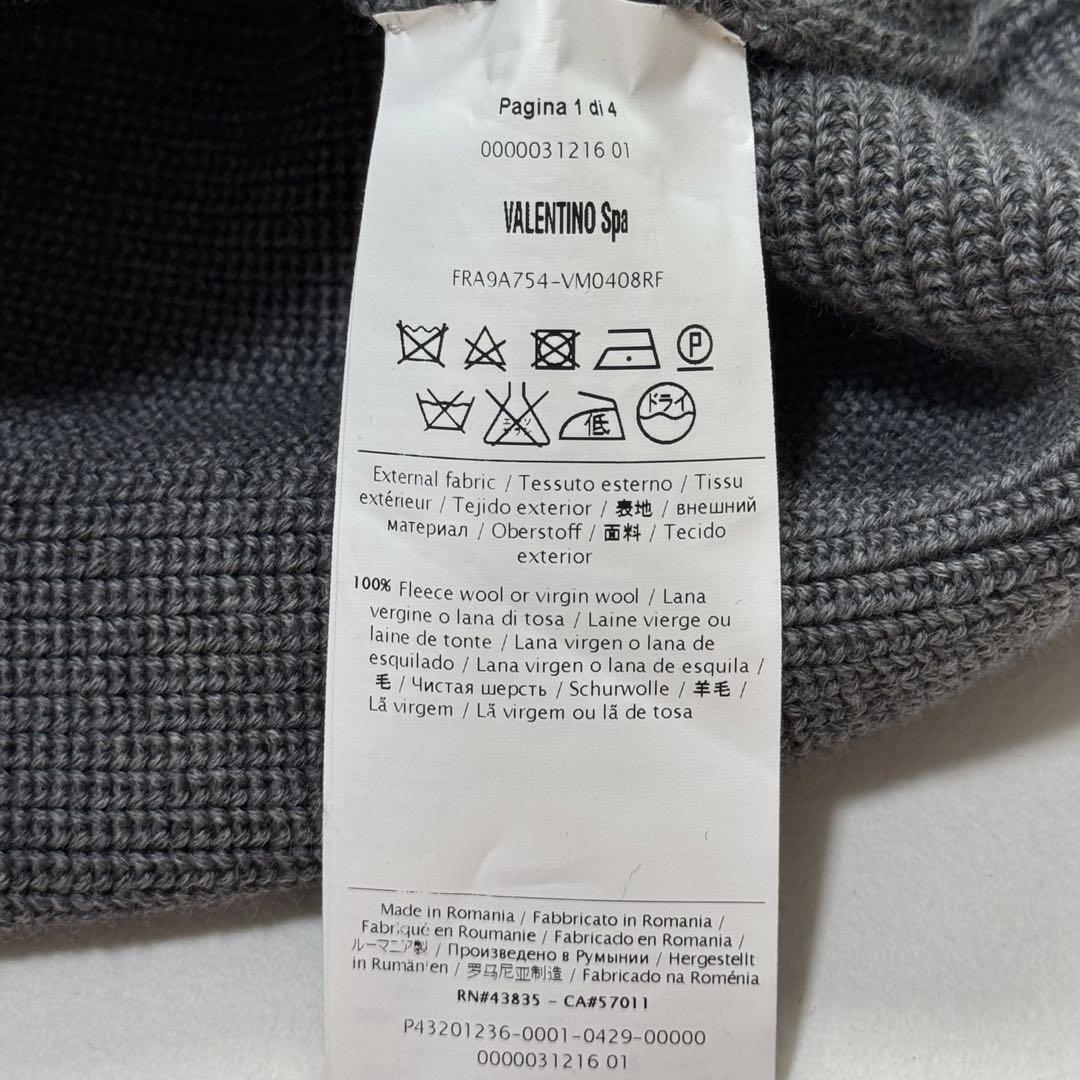 Pagina 1 di 4
0000031216 01
VALENTINO Spa
FRA9A754-VM0408RF
P
エンソ
サラン
低
ドライ
External fabric / Tessuto esterno / Tissu
extérieur / Tejido exterior / 表地 / внешний
материал / Oberstoff / 面料 / Tecido
exterior
100% Fleece wool or virgin wool / Lana
vergine o lana di tosa / Laine vierge ou
laine de tonte / Lana virgen o lana de
esquilado / Lana virgen o lana de esquila /
毛 / Чистая шерсть / Schurwolle / 羊毛 /
Lã virgem / Lã virgem ou lã de tosa
Made in Romania / Fabbricato in Romania /
Fabriqué en Roumanie / Fabricado en Romania /
ルーマニア製 / Произведено в Румынии / Hergestellt
in Rumänien / 罗马尼亚制造 / Fabricado na Roménia
RN#43835 - CA#57011
P43201236-0001-0429-00000
0000031216 01